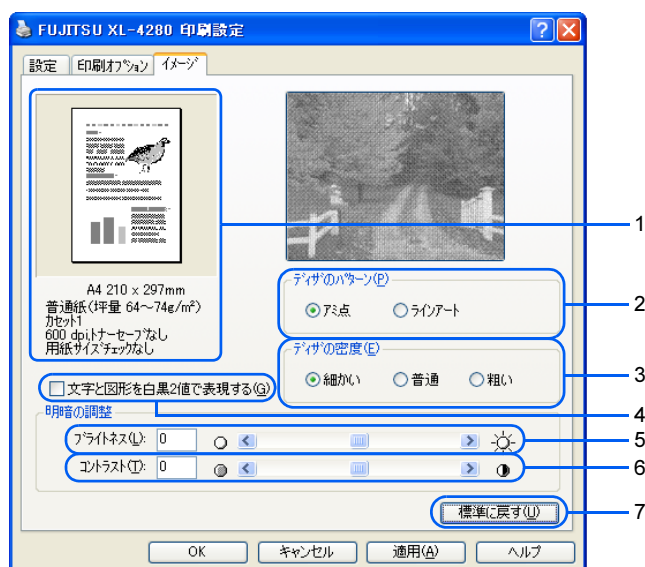 FUJITSU XL-4280 印刷設定
設定 印刷オプション イメージ
1
A4 210 x 297mm
普通紙(坪量 64～74g/m²)
カセット1
600 dpi,トナーセーブなし
用紙サイズチェックなし
ディザのパターン(P)
アミ点 ラインアート
2
ディザの密度(E)
細かい 普通 粗い
3
文字と図形を白黒2値で表現する(G)
4
明暗の調整
ブライトネス(L): 0
5
コントラスト(T): 0
6
標準に戻す(U)
7
OK キャンセル 適用(A) ヘルプ